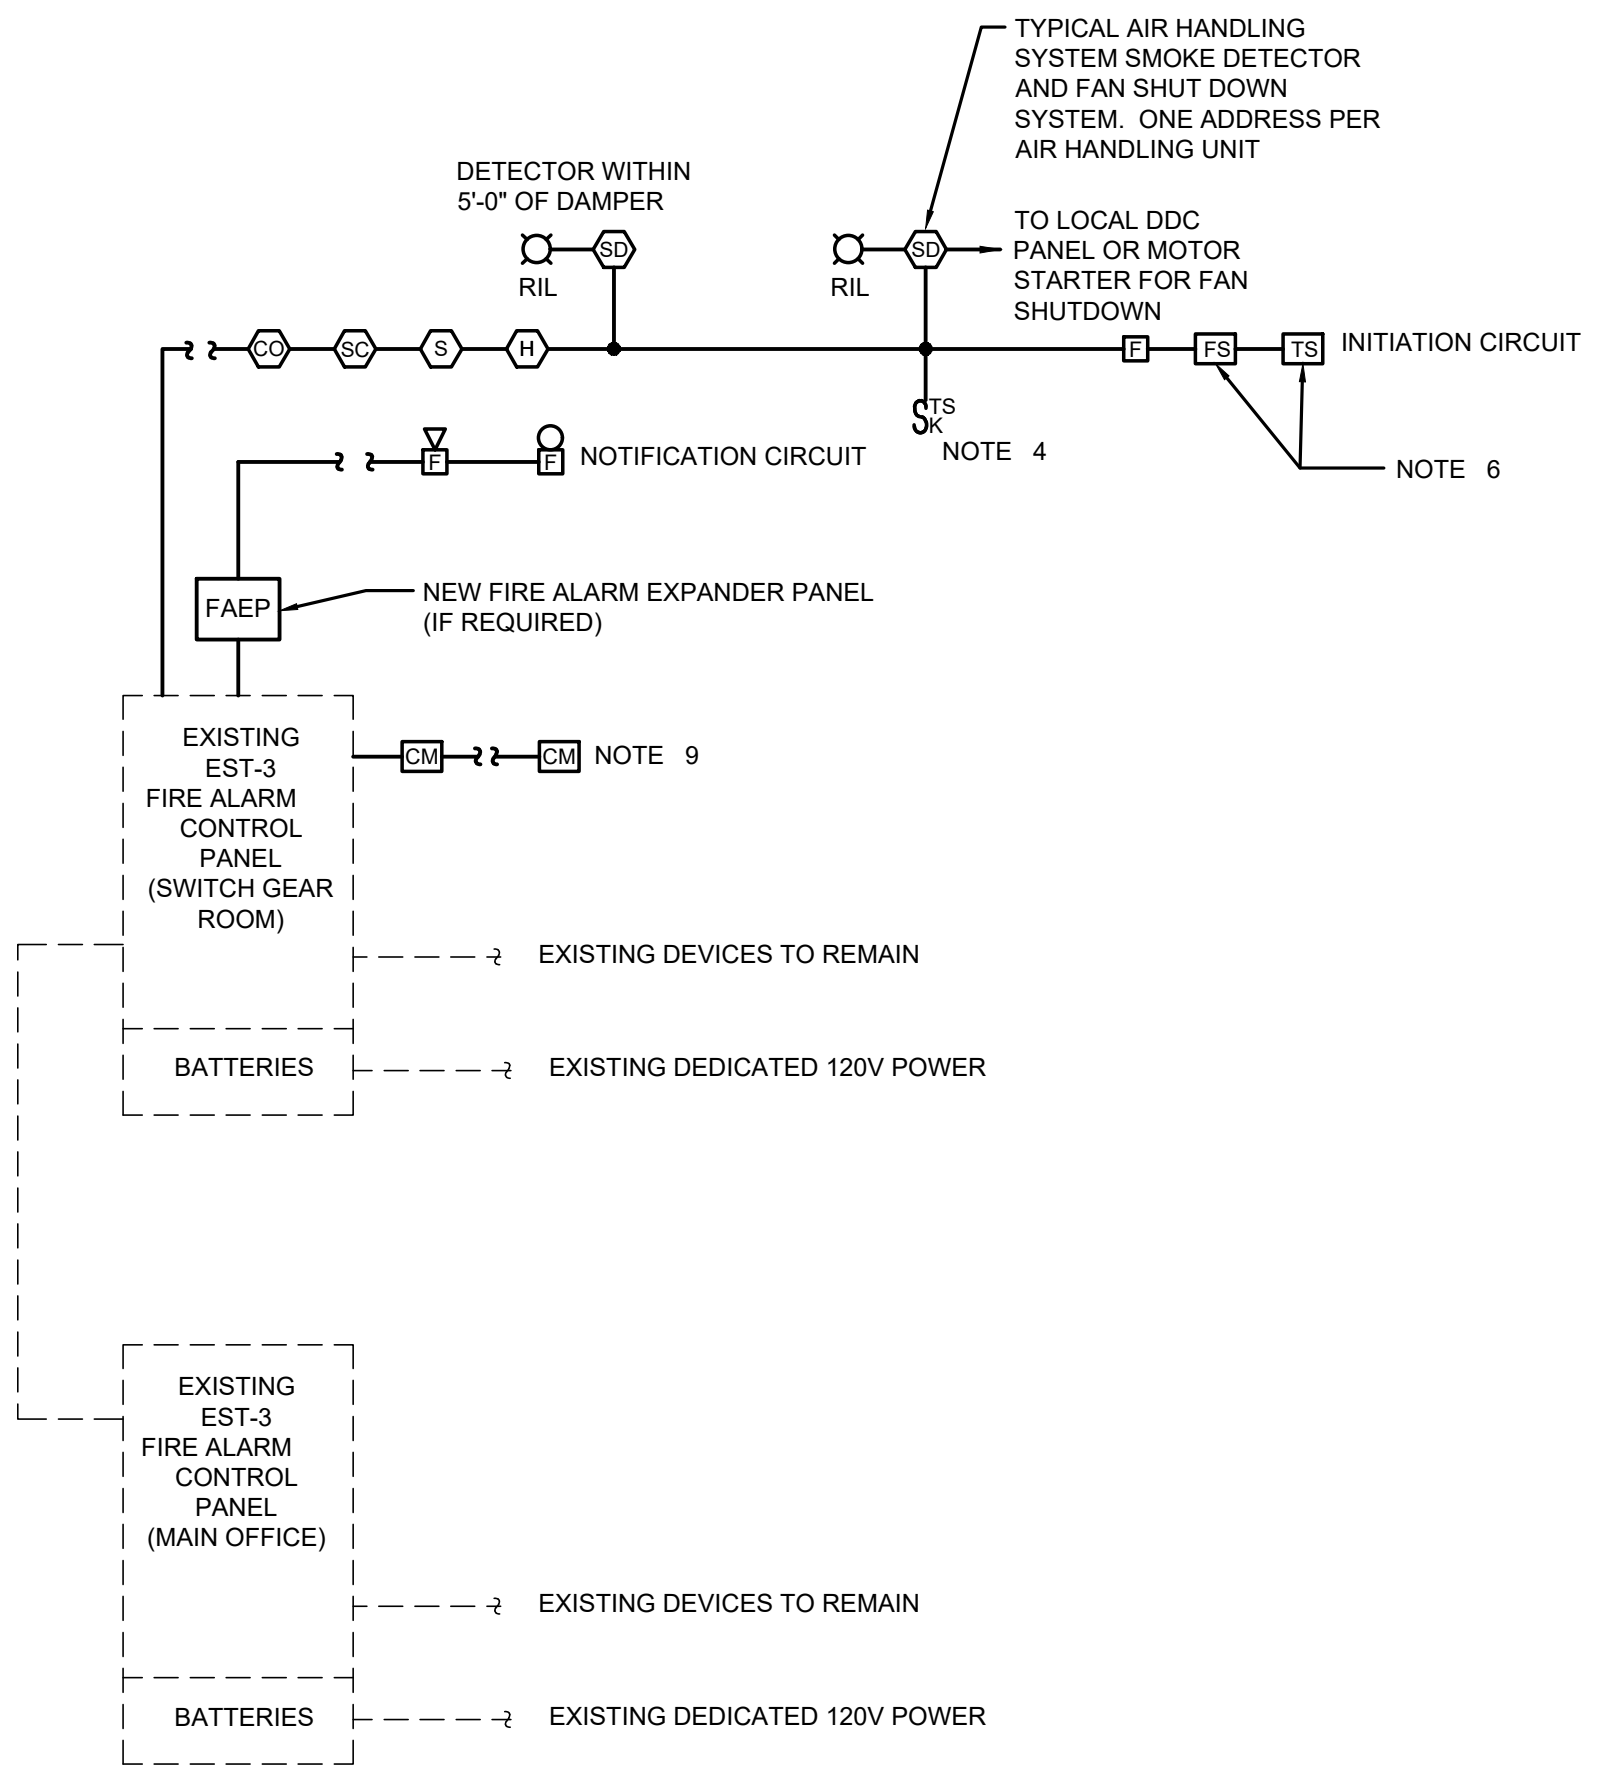 TYPICAL AIR HANDLING
SYSTEM SMOKE DETECTOR
AND FAN SHUT DOWN
SYSTEM. ONE ADDRESS PER
AIR HANDLING UNIT
DETECTOR WITHIN
5'-0" OF DAMPER
SD
RIL
SD
RIL
TO LOCAL DDC
PANEL OR MOTOR
STARTER FOR FAN
SHUTDOWN
CO
SC
S
H
F
FS
TS
INITIATION CIRCUIT
TS
K
NOTE 4
NOTE 6
F
F
NOTIFICATION CIRCUIT
FAEP
NEW FIRE ALARM EXPANDER PANEL
(IF REQUIRED)
EXISTING
EST-3
FIRE ALARM
CONTROL
PANEL
(SWITCH GEAR
ROOM)
CM
CM
NOTE 9
EXISTING DEVICES TO REMAIN
BATTERIES
EXISTING DEDICATED 120V POWER
EXISTING
EST-3
FIRE ALARM
CONTROL
PANEL
(MAIN OFFICE)
EXISTING DEVICES TO REMAIN
BATTERIES
EXISTING DEDICATED 120V POWER